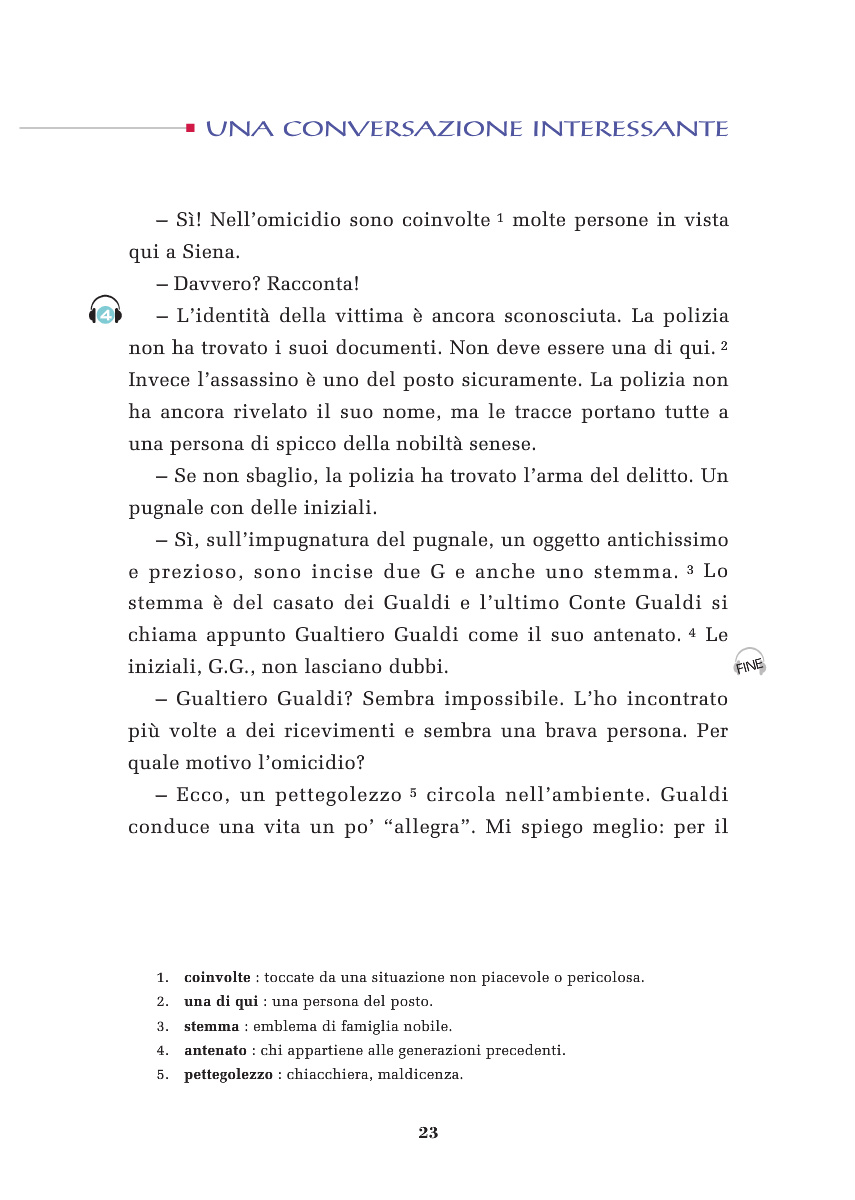 UNA CONVERSAZIONE INTERESSANTE
– Sì! Nell’omicidio sono coinvolte 1 molte persone in vista
qui a Siena.
– Davvero? Racconta!
4
– L’identità della vittima è ancora sconosciuta. La polizia
non ha trovato i suoi documenti. Non deve essere una di qui. 2
Invece l’assassino è uno del posto sicuramente. La polizia non
ha ancora rivelato il suo nome, ma le tracce portano tutte a
una persona di spicco della nobiltà senese.
– Se non sbaglio, la polizia ha trovato l’arma del delitto. Un
pugnale con delle iniziali.
– Sì, sull’impugnatura del pugnale, un oggetto antichissimo
e prezioso, sono incise due G e anche uno stemma. 3 Lo
stemma è del casato dei Gualdi e l’ultimo Conte Gualdi si
chiama appunto Gualtiero Gualdi come il suo antenato. 4 Le
iniziali, G.G., non lasciano dubbi.
FINE
– Gualtiero Gualdi? Sembra impossibile. L’ho incontrato
più volte a dei ricevimenti e sembra una brava persona. Per
quale motivo l’omicidio?
– Ecco, un pettegolezzo 5 circola nell’ambiente. Gualdi
conduce una vita un po’ “allegra”. Mi spiego meglio: per il
1. coinvolte : toccate da una situazione non piacevole o pericolosa.
2. una di qui : una persona del posto.
3. stemma : emblema di famiglia nobile.
4. antenato : chi appartiene alle generazioni precedenti.
5. pettegolezzo : chiacchiera, maldicenza.
23